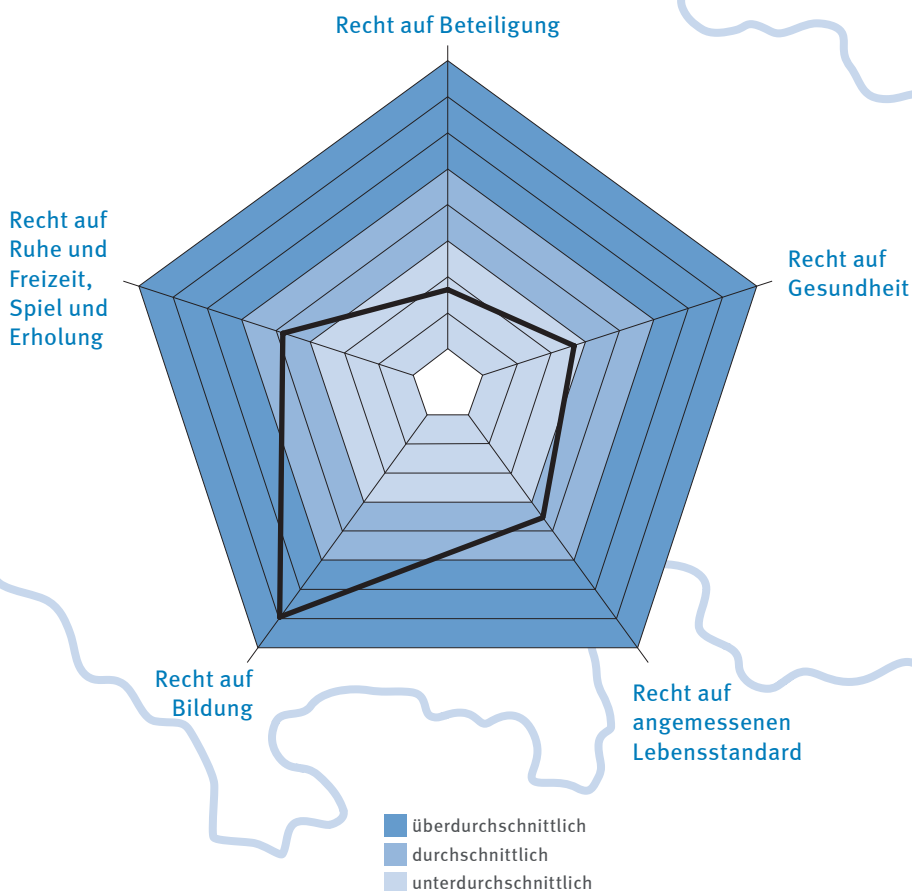 Recht auf Beteiligung
Recht auf
Ruhe und
Freizeit,
Spiel und
Erholung
Recht auf
Gesundheit
Recht auf
Bildung
Recht auf
angemessenen
Lebensstandard
überdurchschnittlich
durchschnittlich
unterdurchschnittlich